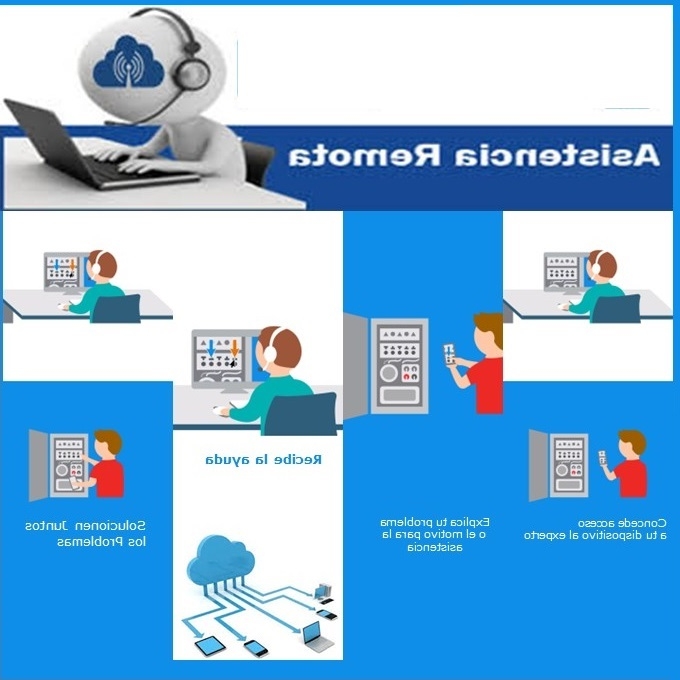 Asistencia Remota
Concede acceso
a tu dispositivo al experto
Explica tu problema
o el motivo para la
asistencia
Recibe la ayuda
Solucionen Juntos
los Problemas